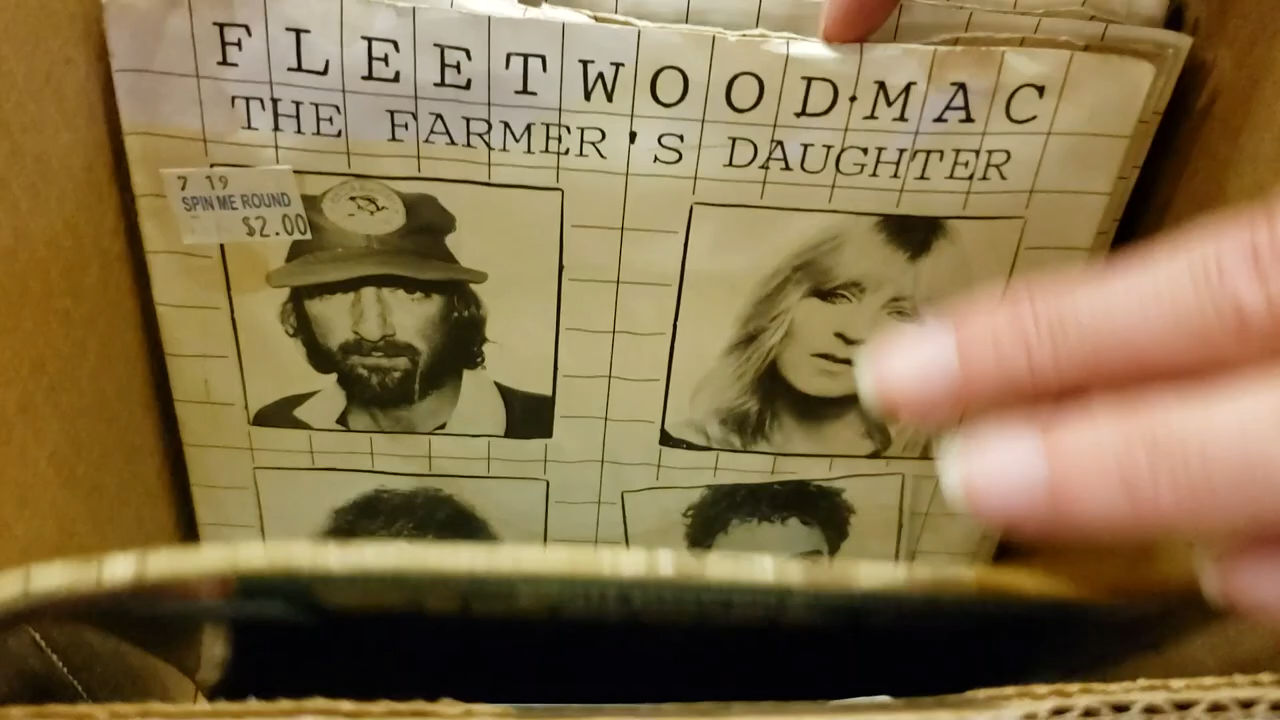 FLEETWOOD·MAC
THE FARMER'S DAUGHTER
7 19
SPIN ME ROUND
$2.00